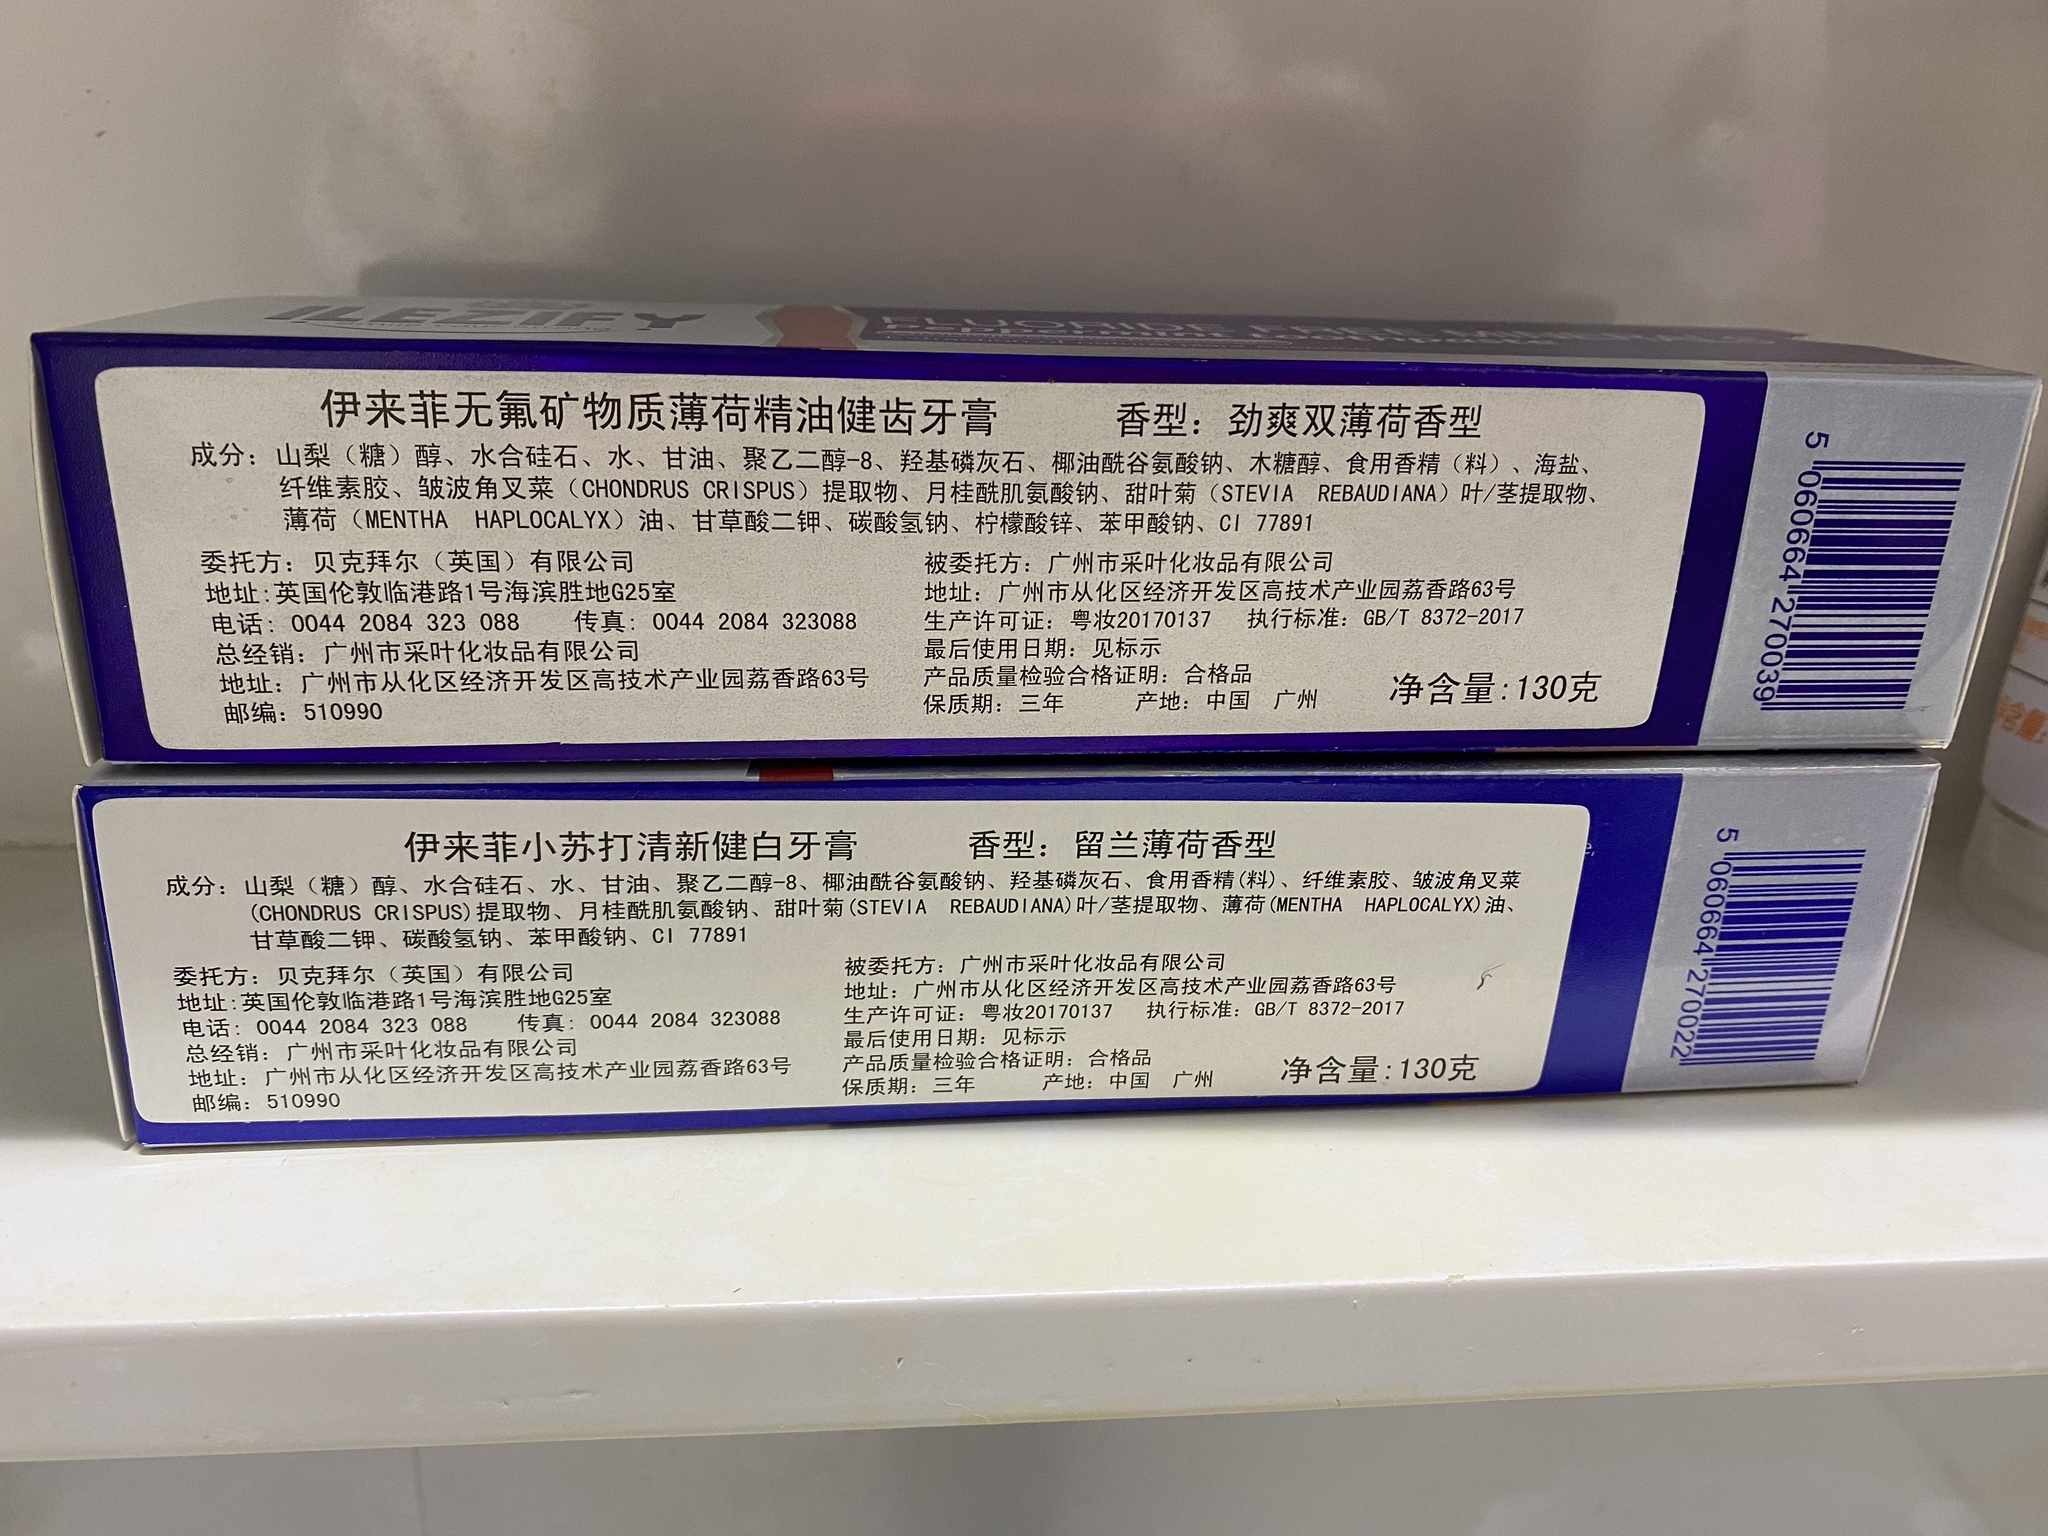 ILEZIFY
FLUORIDE FREE MINERALS
伊来菲无氟矿物质薄荷精油健齿牙膏 香型：劲爽双薄荷香型
成分：山梨（糖）醇、水合硅石、水、甘油、聚乙二醇-8、羟基磷灰石、椰油酰谷氨酸钠、木糖醇、食用香精（料）、海盐、
纤维素胶、皱波角叉菜（CHONDRUS CRISPUS）提取物、月桂酰肌氨酸钠、甜叶菊（STEVIA REBAUDIANA）叶/茎提取物、
薄荷（MENTHA HAPLOCALYX）油、甘草酸二钾、碳酸氢钠、柠檬酸锌、苯甲酸钠、CI 77891
委托方：贝克拜尔（英国）有限公司
地址:英国伦敦临港路1号海滨胜地G25室
电话: 0044 2084 323 088 传真: 0044 2084 323088
总经销：广州市采叶化妆品有限公司
地址：广州市从化区经济开发区高技术产业园荔香路63号
邮编：510990
被委托方：广州市采叶化妆品有限公司
地址：广州市从化区经济开发区高技术产业园荔香路63号
生产许可证：粤妆20170137 执行标准：GB/T 8372-2017
最后使用日期：见标示
产品质量检验合格证明：合格品
保质期：三年 产地：中国 广州
净含量:130克
5 060664 270039
伊来菲小苏打清新健白牙膏 香型：留兰薄荷香型
成分：山梨（糖）醇、水合硅石、水、甘油、聚乙二醇-8、椰油酰谷氨酸钠、羟基磷灰石、食用香精(料)、纤维素胶、皱波角叉菜
(CHONDRUS CRISPUS)提取物、月桂酰肌氨酸钠、甜叶菊(STEVIA REBAUDIANA)叶/茎提取物、薄荷(MENTHA HAPLOCALYX)油、
甘草酸二钾、碳酸氢钠、苯甲酸钠、CI 77891
委托方：贝克拜尔（英国）有限公司
地址:英国伦敦临港路1号海滨胜地G25室
电话: 0044 2084 323 088 传真: 0044 2084 323088
总经销：广州市采叶化妆品有限公司
地址：广州市从化区经济开发区高技术产业园荔香路63号
邮编：510990
被委托方：广州市采叶化妆品有限公司
地址：广州市从化区经济开发区高技术产业园荔香路63号
生产许可证：粤妆20170137 执行标准：GB/T 8372-2017
最后使用日期：见标示
产品质量检验合格证明：合格品
保质期：三年 产地：中国 广州
净含量:130克
5 060664 270022